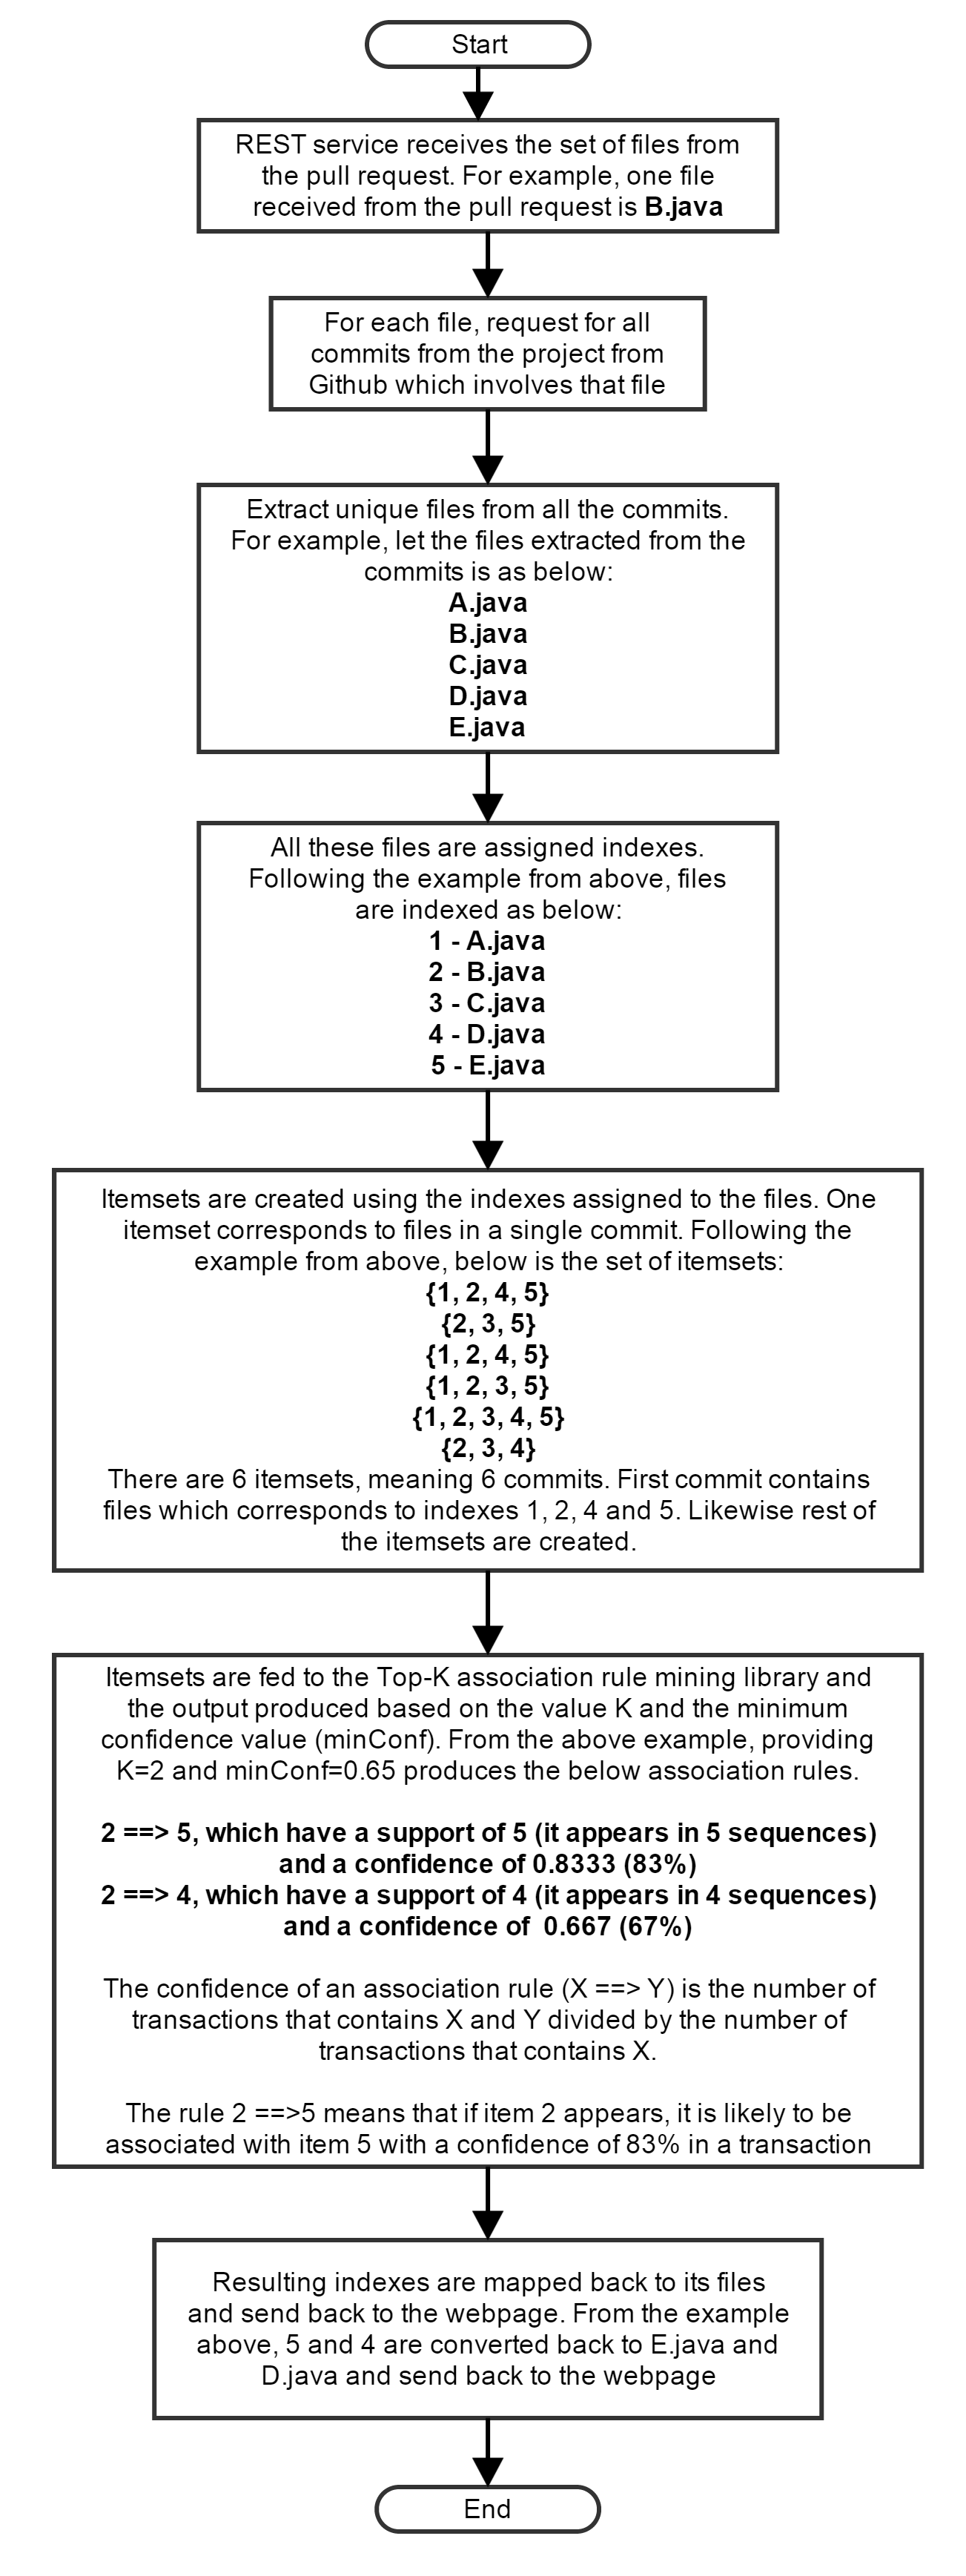 Start
REST service receives the set of files from
the pull request. For example, one file
received from the pull request is B.java
For each file, request for all
commits from the project from
Github which involves that file
Extract unique files from all the commits.
For example, let the files extracted from the
commits is as below:
A.java
B.java
C.java
D.java
E.java
All these files are assigned indexes.
Following the example from above, files
are indexed as below:
1 - A.java
2 - B.java
3 - C.java
4 - D.java
5 - E.java
Itemsets are created using the indexes assigned to the files. One
itemset corresponds to files in a single commit. Following the
example from above, below is the set of itemsets:
{1, 2, 4, 5}
{2, 3, 5}
{1, 2, 4, 5}
{1, 2, 3, 5}
{1, 2, 3, 4, 5}
{2, 3, 4}
There are 6 itemsets, meaning 6 commits. First commit contains
files which corresponds to indexes 1, 2, 4 and 5. Likewise rest of
the itemsets are created.
Itemsets are fed to the Top-K association rule mining library and
the output produced based on the value K and the minimum
confidence value (minConf). From the above example, providing
K=2 and minConf=0.65 produces the below association rules.
2 ==> 5, which have a support of 5 (it appears in 5 sequences)
and a confidence of 0.8333 (83%)
2 ==> 4, which have a support of 4 (it appears in 4 sequences)
and a confidence of  0.667 (67%)
The confidence of an association rule (X ==> Y) is the number of
transactions that contains X and Y divided by the number of
transactions that contains X.
The rule 2 ==>5 means that if item 2 appears, it is likely to be
associated with item 5 with a confidence of 83% in a transaction
Resulting indexes are mapped back to its files
and send back to the webpage. From the example
above, 5 and 4 are converted back to E.java and
D.java and send back to the webpage
End